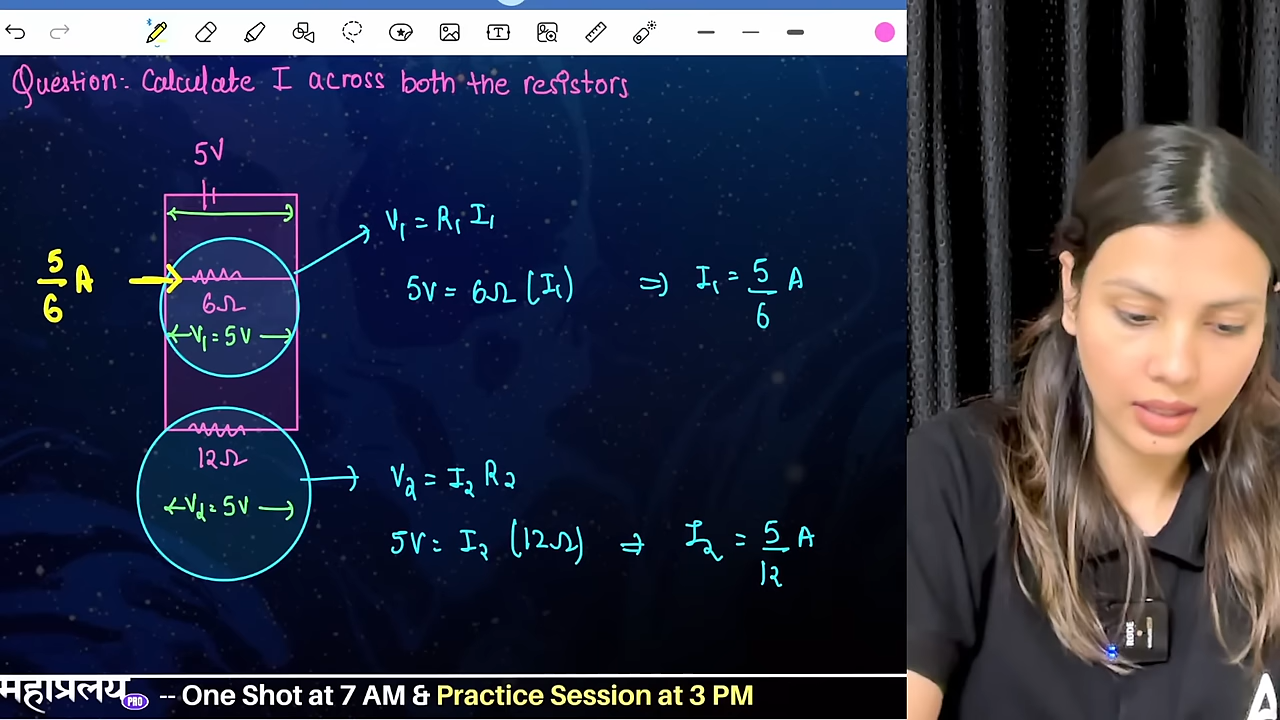 Question: Calculate I across both the resistors
5V
V₁ = R₁ I₁
5/6 A
6Ω
5V = 6Ω (I₁) ⇒ I₁ = 5/6 A
V₁ = 5V
12Ω
V₂ = I₂ R₂
V₂ = 5V
5V = I₂ (12Ω) ⇒ I₂ = 5/12 A
RODE
महाप्रलय PRO -- One Shot at 7 AM & Practice Session at 3 PM